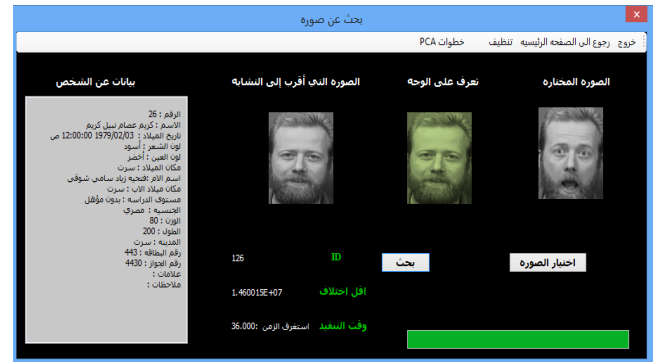 بحث عن صوره
خروج رجوع الى الصفحه الرئيسيه تنظيف خطوات PCA
الصوره المختاره
تعرف على الوجه
الصوره التي أقرب إلى التشابه
بيانات عن الشخص
الرقم : 26
الاسم : كريم عصام نبيل كريم
تاريخ الميلاد : 1979/02/03 12:00:00 ص
لون الشعر : أسود
لون العين : أخضر
مكان الميلاد : سرت
اسم الام :فتحيه زياد سامي شوقي
مكان ميلاد الاب : سرت
مستوى الدراسه : بدون مؤهل
الجنسيه : مصري
الوزن : 80
الطول : 200
المدينه : سرت
رقم البطاقه : 443
رقم الجواز : 4430
علامات :
ملاحظات :
اختيار الصوره
بحث
ID 126
اقل اختلاف 1.460015E+07
وقت التنفيذ استغرق الزمن :36.000